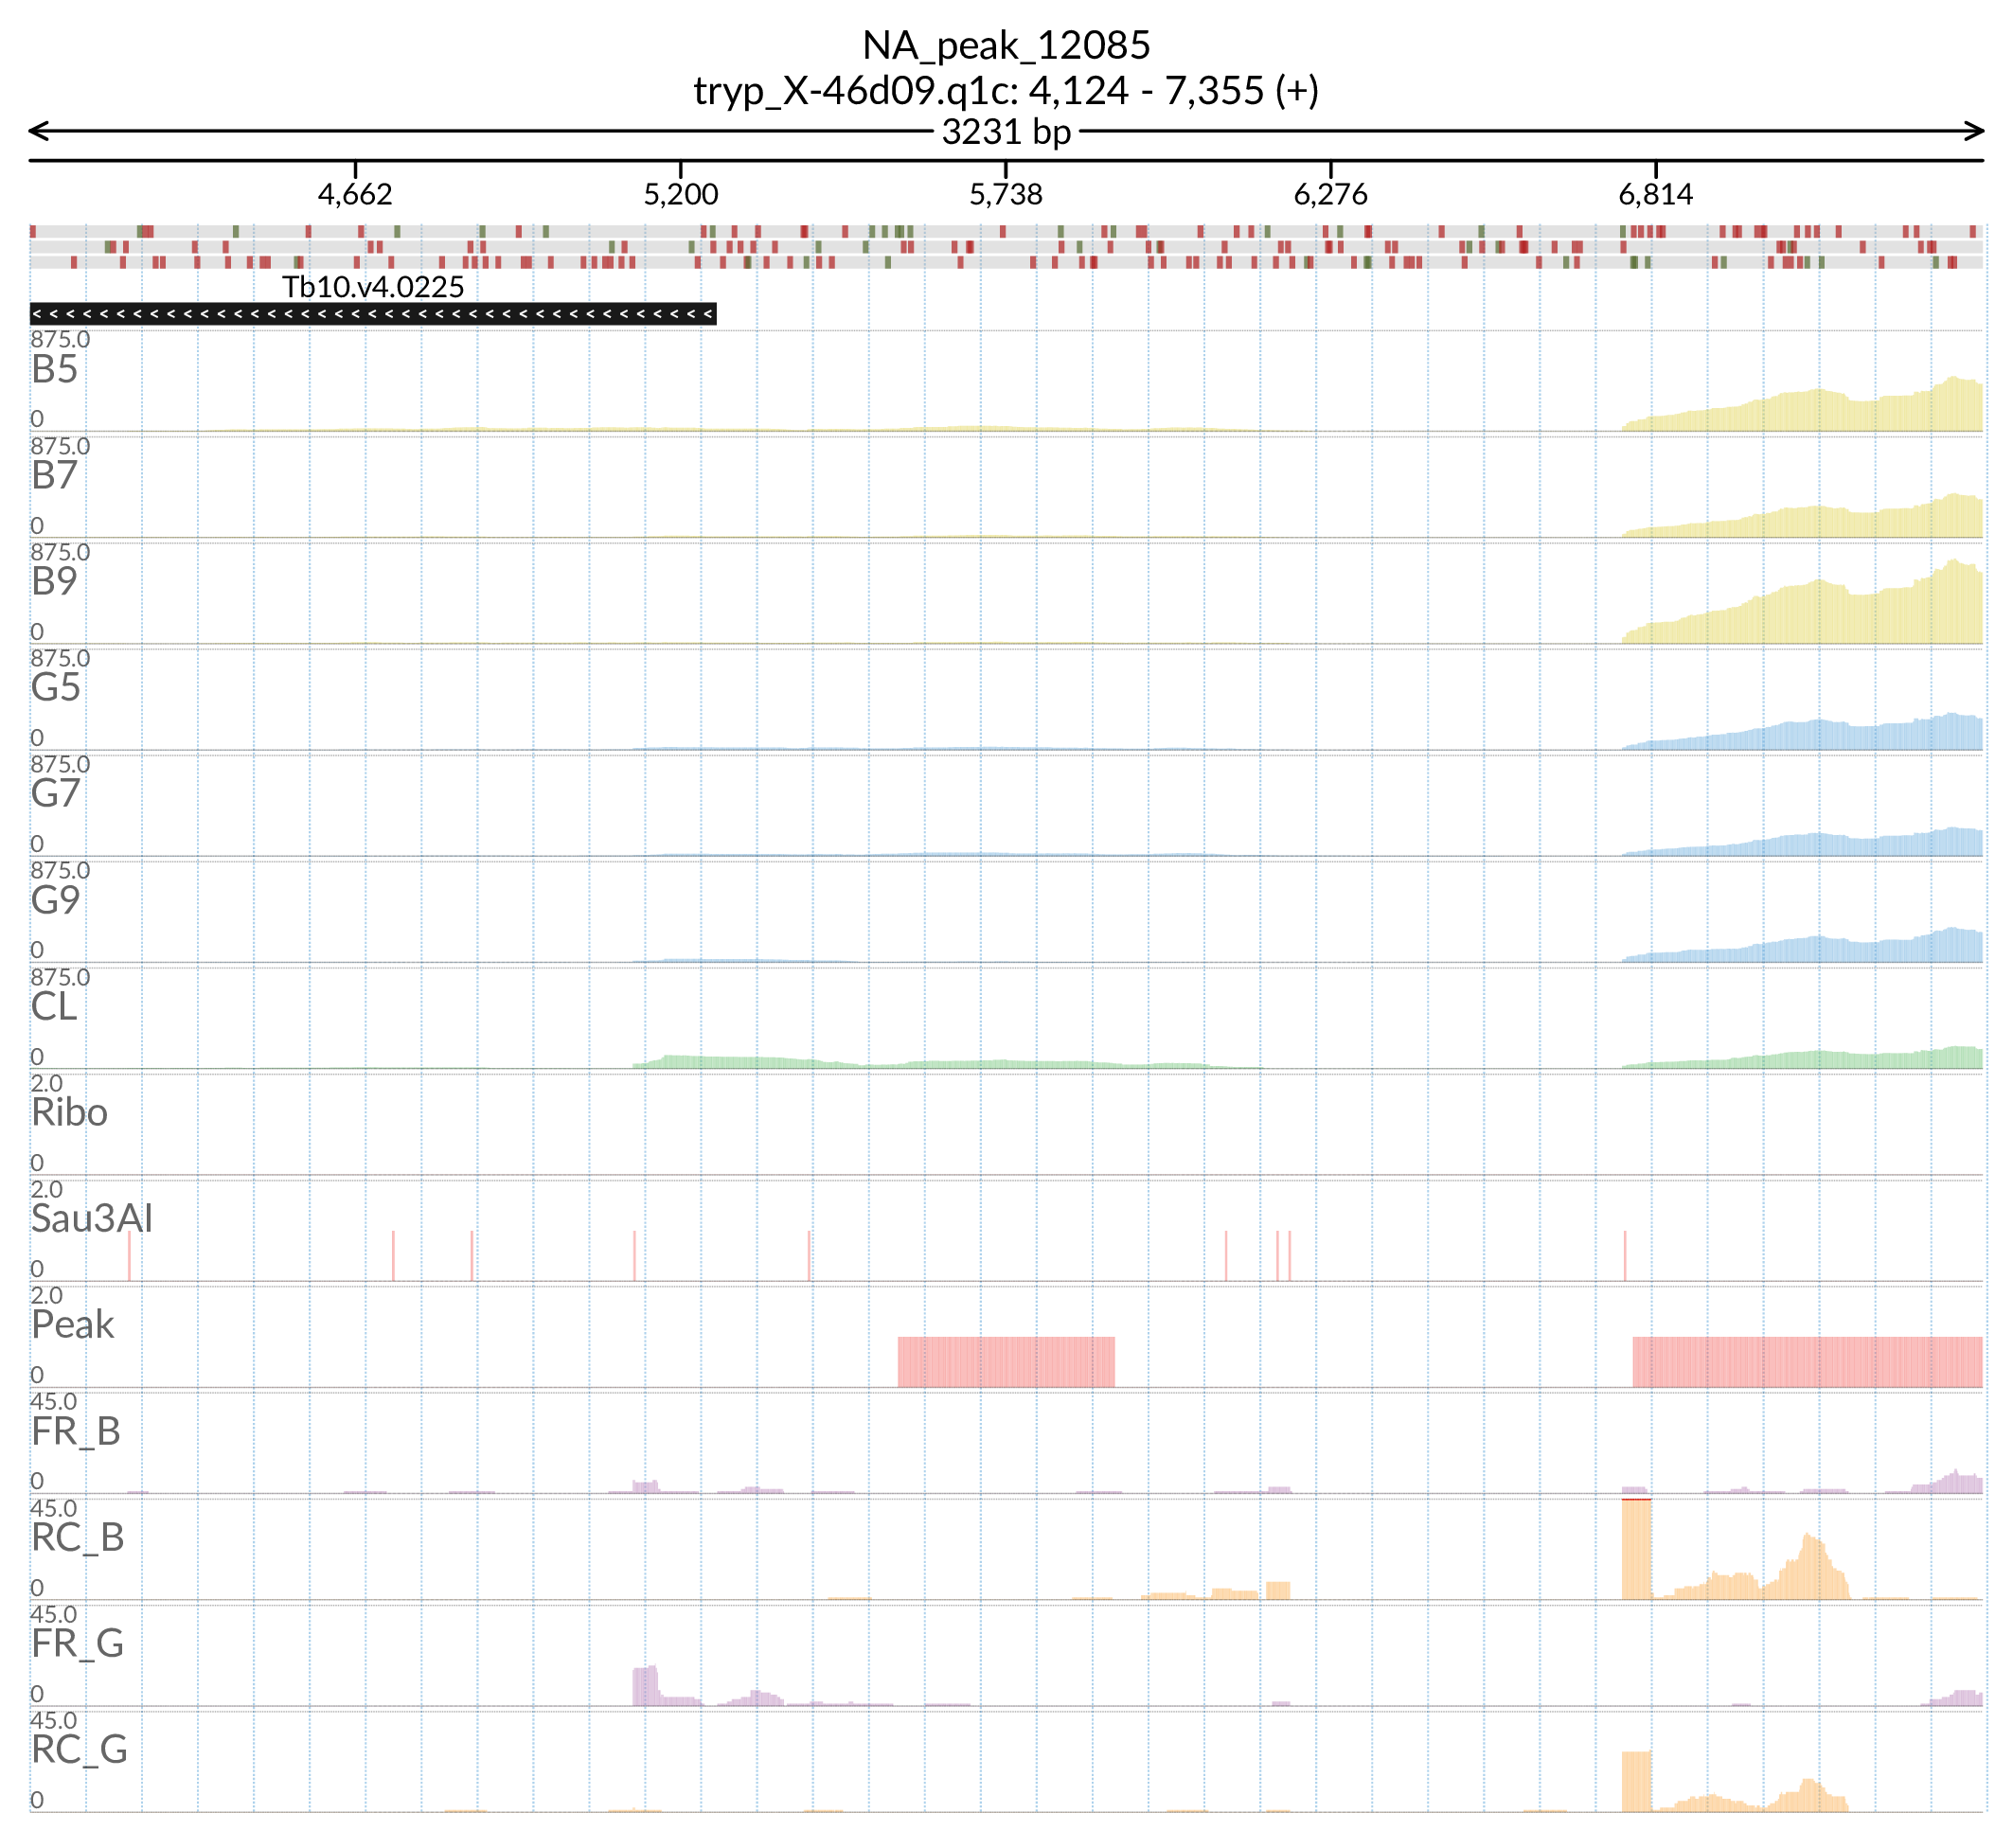 NA_peak_12085
tryp_X-46d09.q1c: 4,124 - 7,355 (+)
3231 bp
4,662 5,200 5,738 6,276 6,814
Tb10.v4.0225
875.0
B5
0
875.0
B7
0
875.0
B9
0
875.0
G5
0
875.0
G7
0
875.0
G9
0
875.0
CL
0
2.0
Ribo
0
2.0
Sau3AI
0
2.0
Peak
0
45.0
FR_B
0
45.0
RC_B
0
45.0
FR_G
0
45.0
RC_G
0